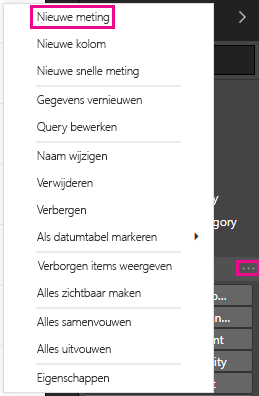 Nieuwe meting
Nieuwe kolom
Nieuwe snelle meting
Gegevens vernieuwen
Query bewerken
Naam wijzigen
Verwijderen
Verbergen
Als datumtabel markeren
Verborgen items weergeven
Alles zichtbaar maken
Alles samenvouwen
Alles uitvouwen
Eigenschappen